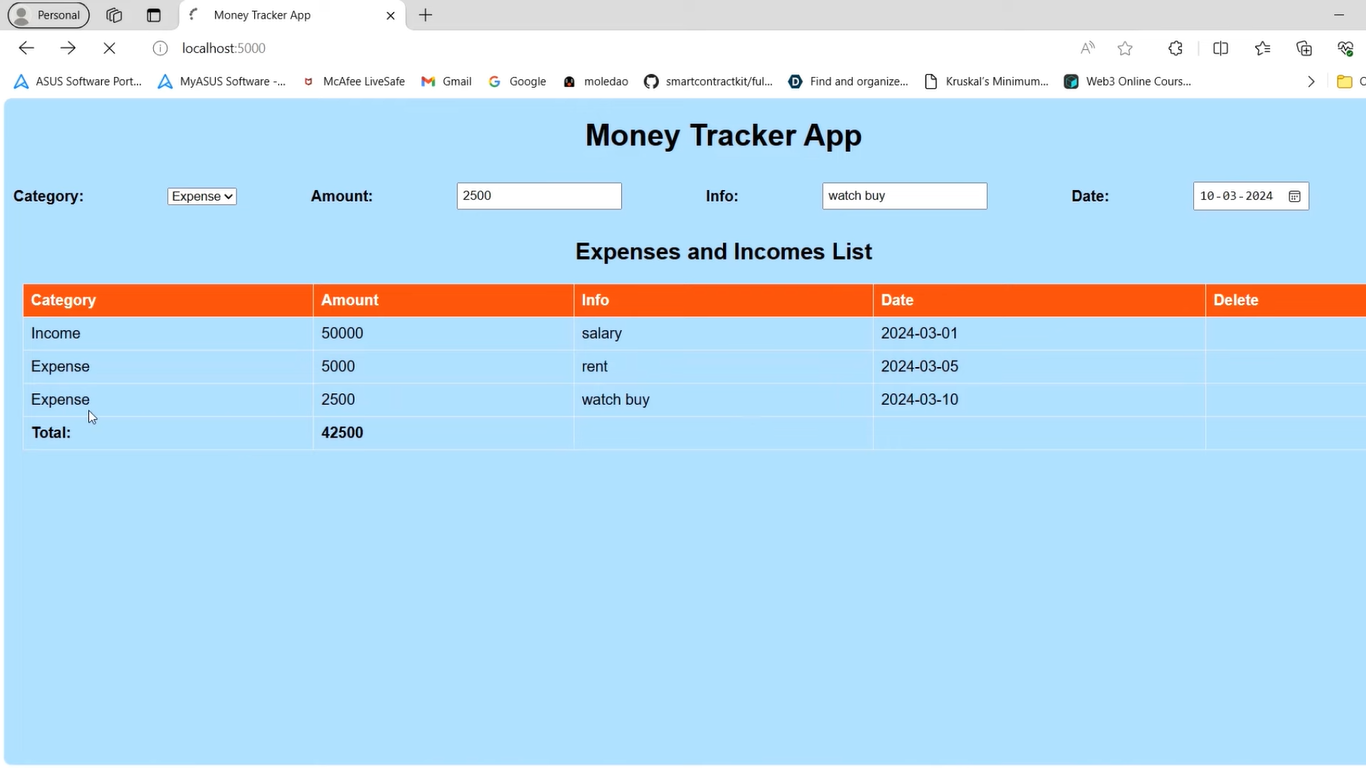 Personal Money Tracker App
localhost:5000
ASUS Software Port... MyASUS Software -... McAfee LiveSafe Gmail Google moledao smartcontractkit/ful... Find and organize... Kruskal's Minimum... Web3 Online Cours...
Money Tracker App
Category: Expense Amount: 2500 Info: watch buy Date: 10-03-2024
Expenses and Incomes List
Category Amount Info Date Delete
Income 50000 salary 2024-03-01
Expense 5000 rent 2024-03-05
Expense 2500 watch buy 2024-03-10
Total: 42500